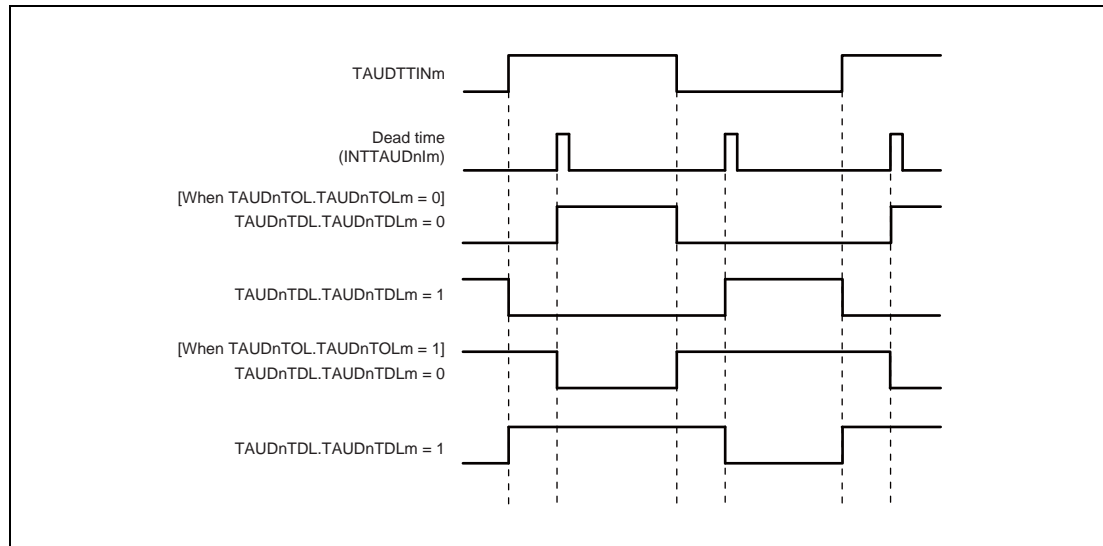 TAUDTTINm
Dead time
(INTTAUDnIm)
[When TAUDnTOL.TAUDnTOLm = 0]
TAUDnTDL.TAUDnTDLm = 0
TAUDnTDL.TAUDnTDLm = 1
[When TAUDnTOL.TAUDnTOLm = 1]
TAUDnTDL.TAUDnTDLm = 0
TAUDnTDL.TAUDnTDLm = 1